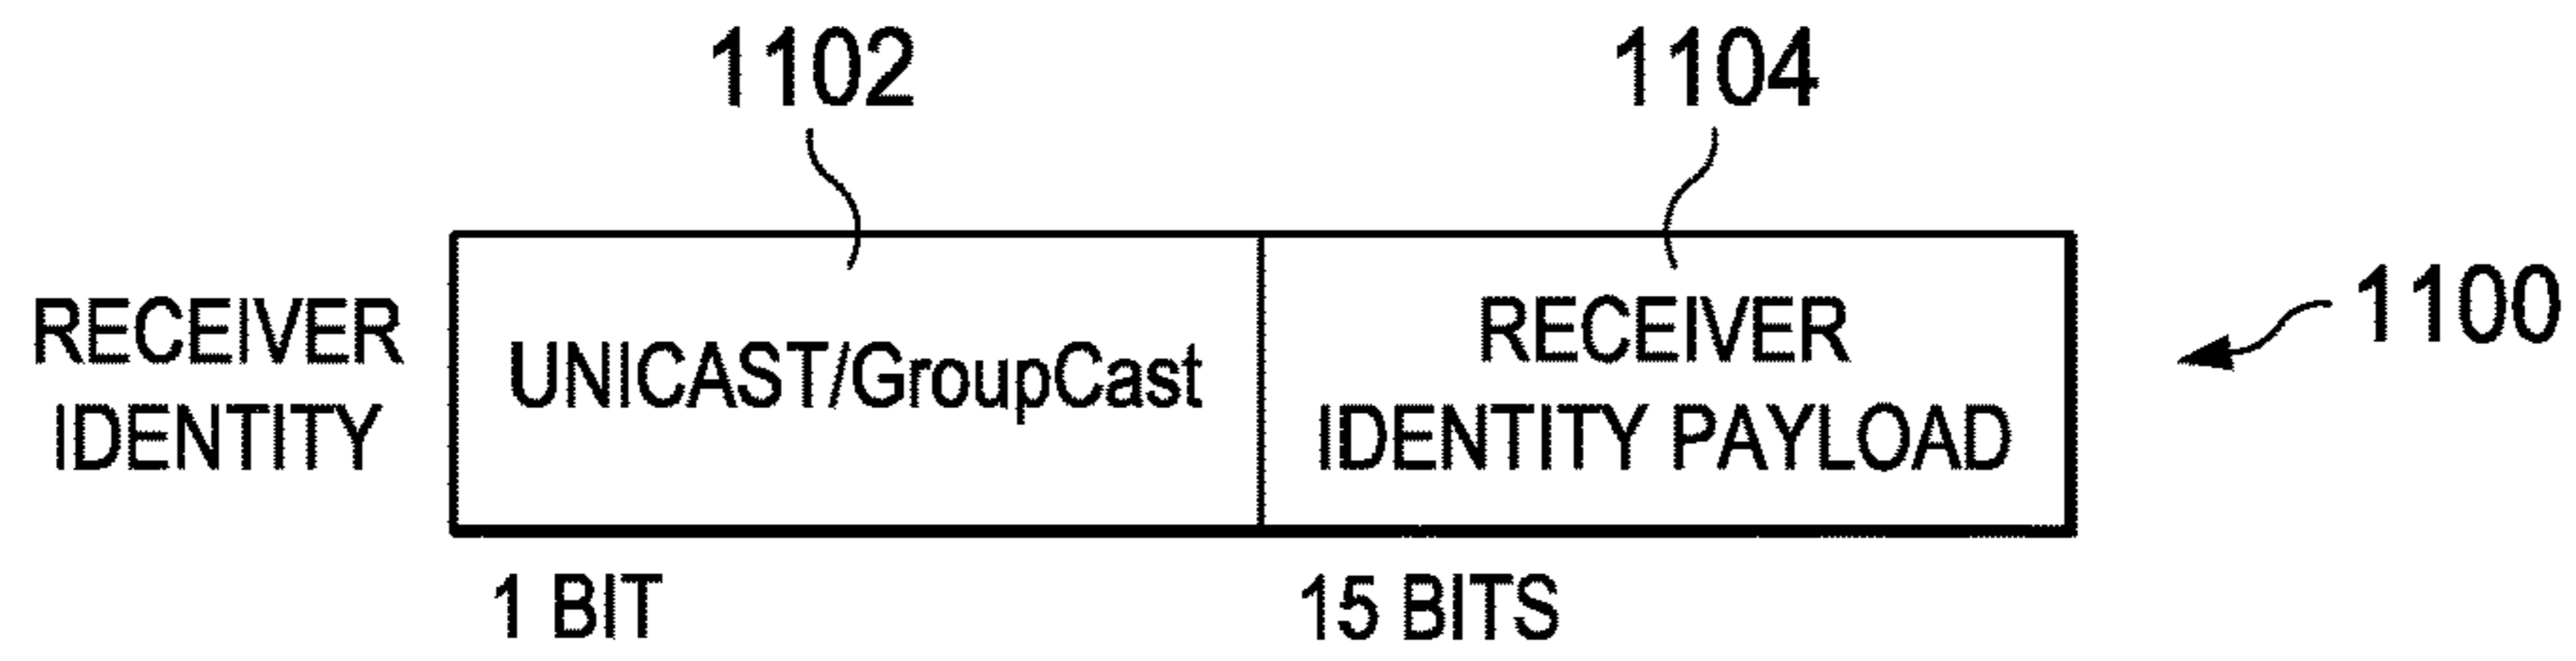 1102
1104
RECEIVER
IDENTITY
UNICAST/GroupCast
RECEIVER
IDENTITY PAYLOAD
1100
1 BIT
15 BITS